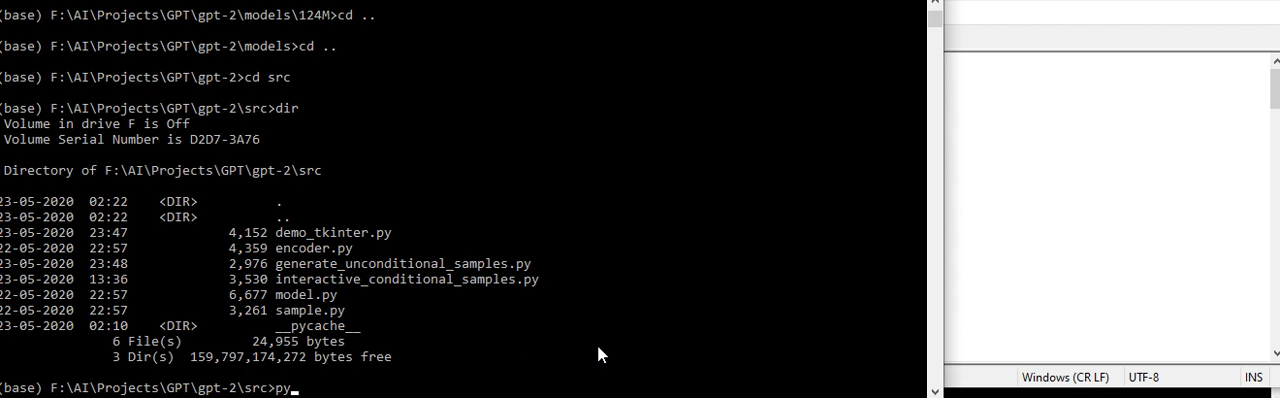 (base) F:\AI\Projects\GPT\gpt-2\models\124M>cd ..
(base) F:\AI\Projects\GPT\gpt-2\models>cd ..
(base) F:\AI\Projects\GPT\gpt-2>cd src
(base) F:\AI\Projects\GPT\gpt-2\src>dir
Volume in drive F is Off
Volume Serial Number is D2D7-3A76
Directory of F:\AI\Projects\GPT\gpt-2\src
23-05-2020  02:22    <DIR>          .
23-05-2020  02:22    <DIR>          ..
23-05-2020  23:47             4,152 demo_tkinter.py
22-05-2020  22:57             4,359 encoder.py
23-05-2020  23:48             2,976 generate_unconditional_samples.py
23-05-2020  13:36             3,530 interactive_conditional_samples.py
22-05-2020  22:57             6,677 model.py
22-05-2020  22:57             3,261 sample.py
23-05-2020  02:10    <DIR>          __pycache__
6 File(s)         24,955 bytes
3 Dir(s)  159,797,174,272 bytes free
(base) F:\AI\Projects\GPT\gpt-2\src>py
Windows (CR LF) UTF-8 INS